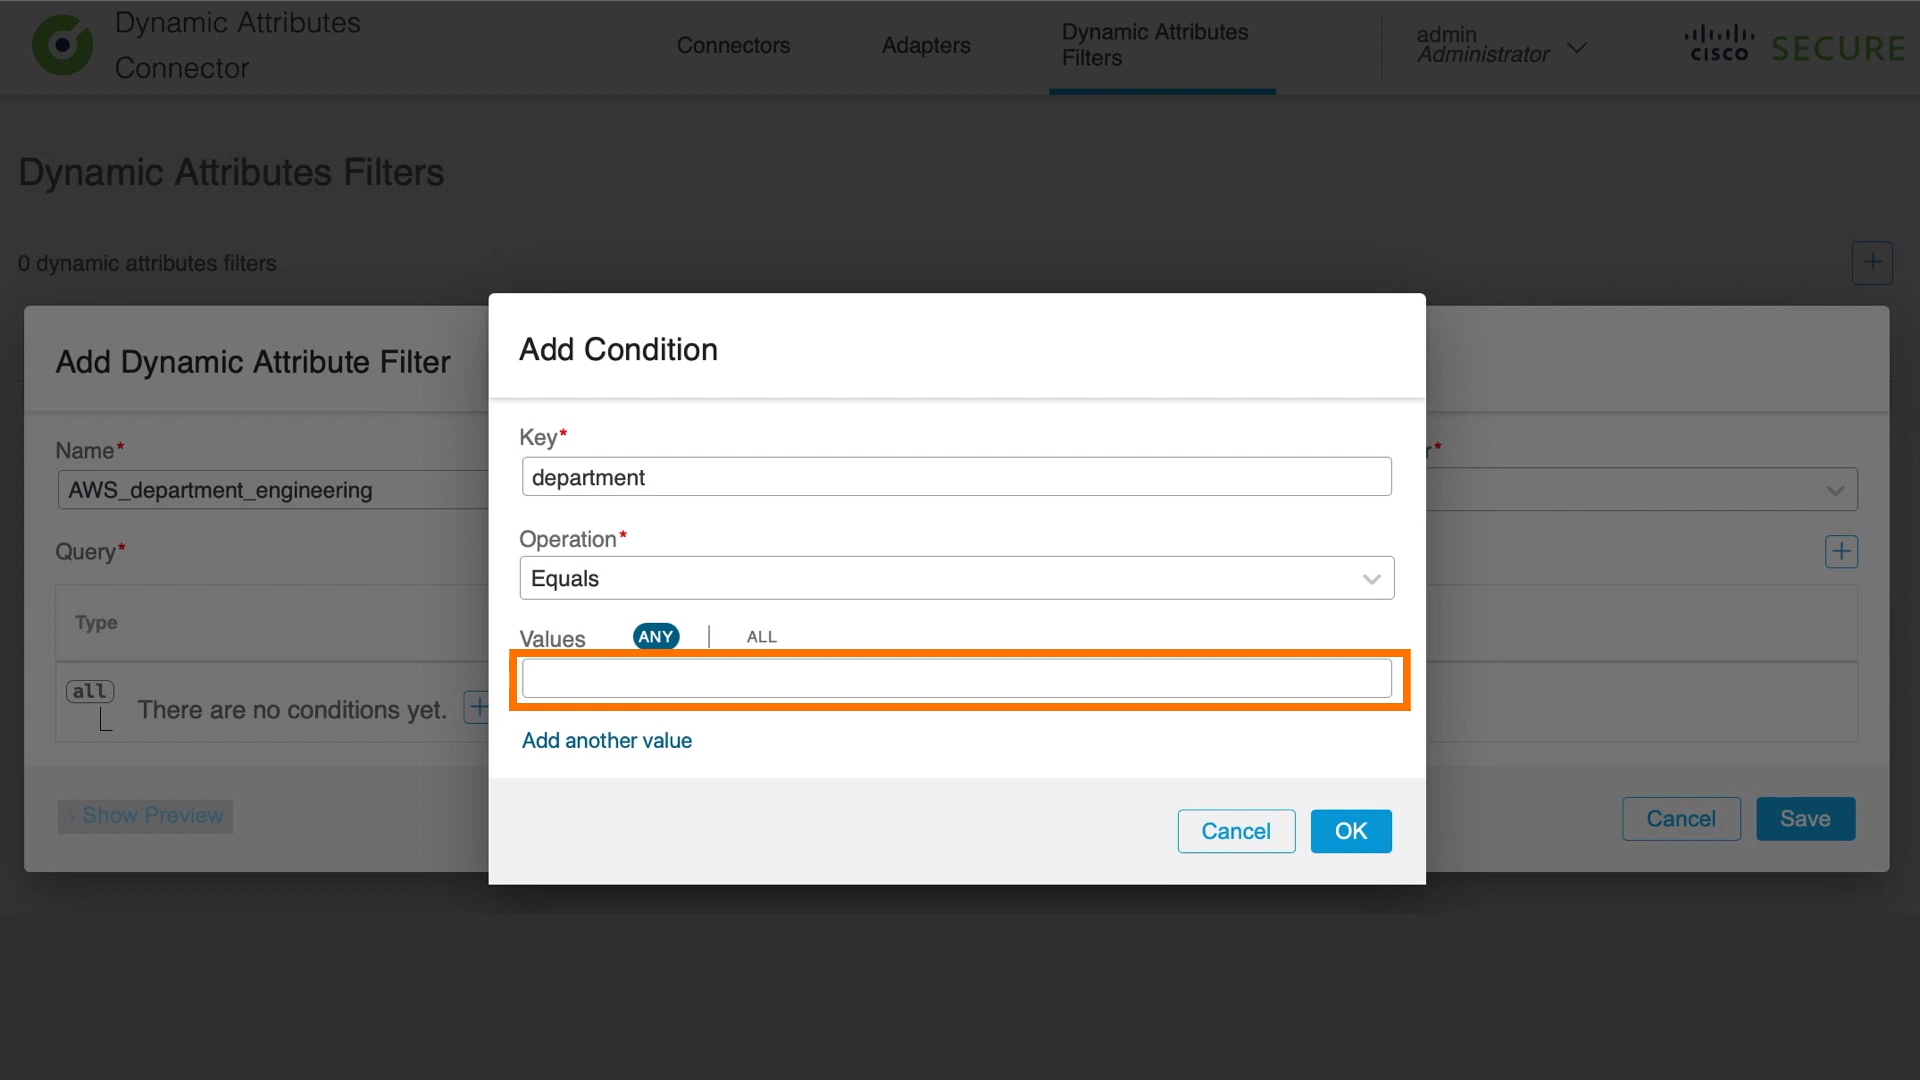 Dynamic Attributes
Connector
Connectors
Adapters
Dynamic Attributes
Filters
admin
Administrator
cisco SECURE
Dynamic Attributes Filters
0 dynamic attributes filters
+
Add Dynamic Attribute Filter
Name*
AWS_department_engineering
Query*
Type
all
There are no conditions yet.
+
› Show Preview
Add Condition
Key*
department
Operation*
Equals
Values ANY | ALL
Add another value
Cancel OK
r*
+
Cancel Save